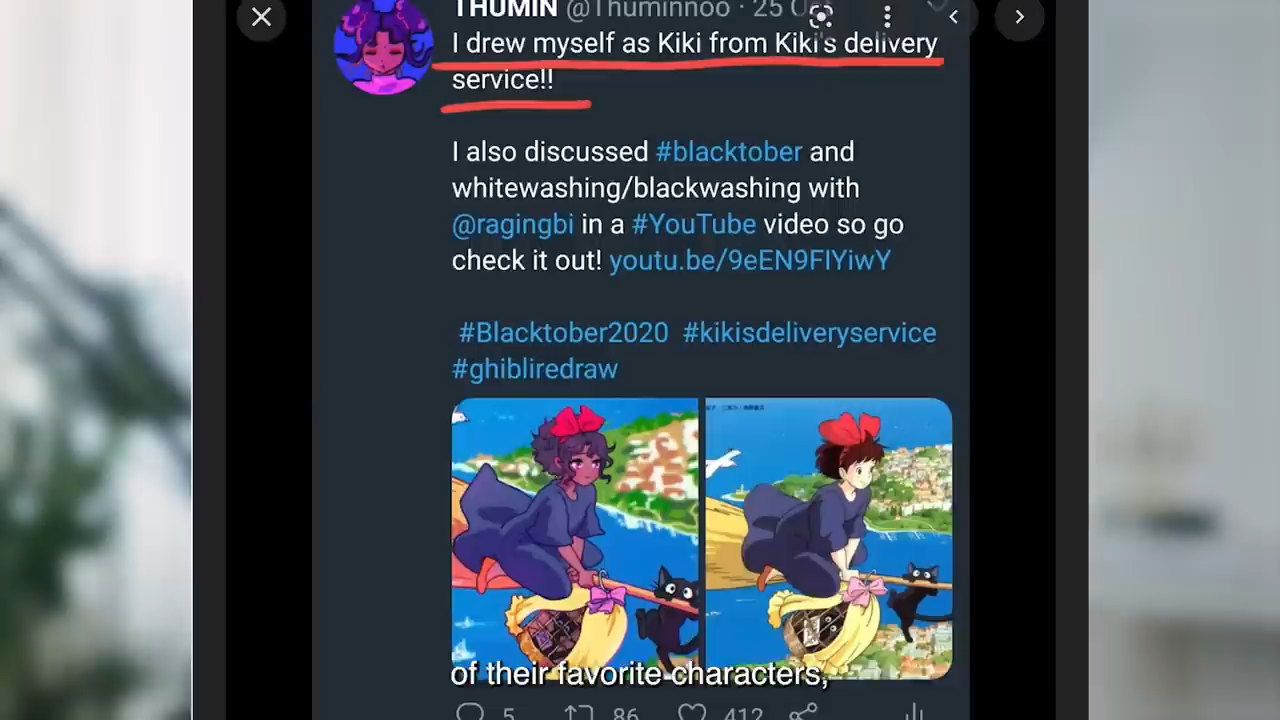 THUMIN @Thuminnoo · 25 O
I drew myself as Kiki from Kiki's delivery
service!!
I also discussed #blacktober and
whitewashing/blackwashing with
@ragingbi in a #YouTube video so go
check it out! youtu.be/9eEN9FIYiwY
#Blacktober2020 #kikisdeliveryservice
#ghibliredraw
of their favorite characters,
5 86 412